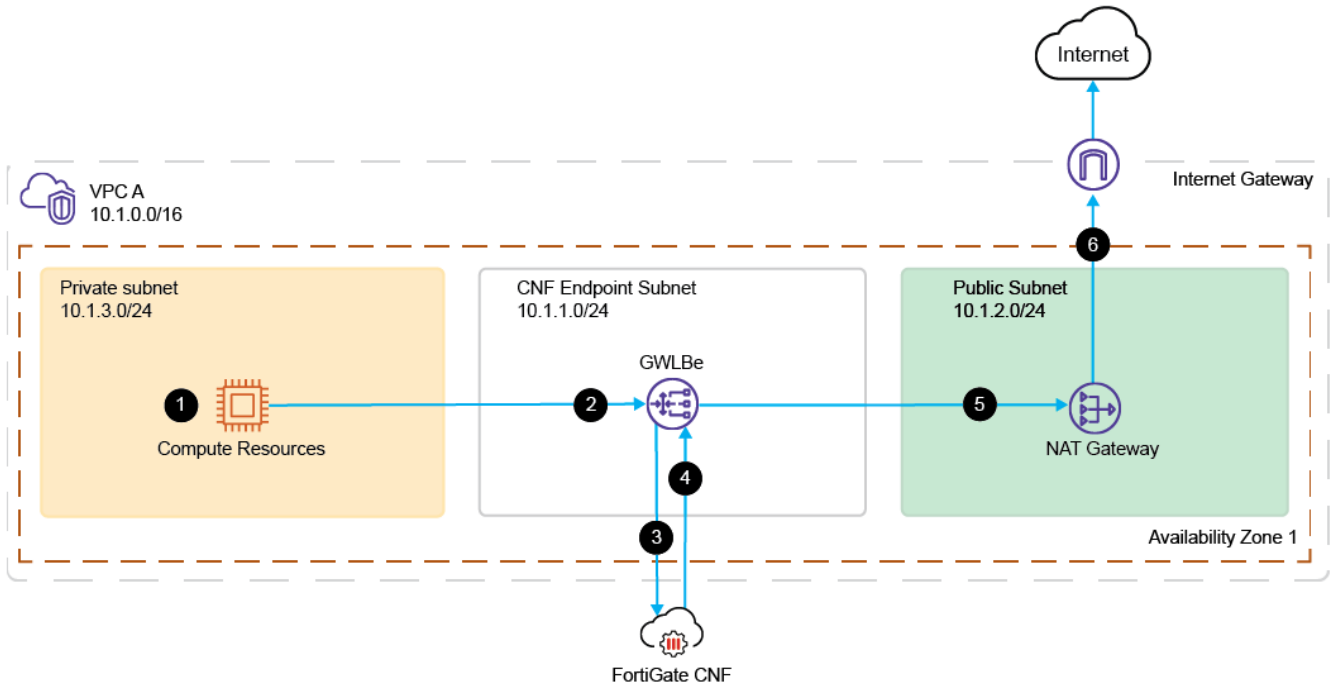 Internet
Internet Gateway
VPC A
10.1.0.0/16
6
Private subnet
10.1.3.0/24
CNF Endpoint Subnet
10.1.1.0/24
Public Subnet
10.1.2.0/24
GWLBe
1
2
5
Compute Resources
NAT Gateway
4
3
Availability Zone 1
FortiGate CNF